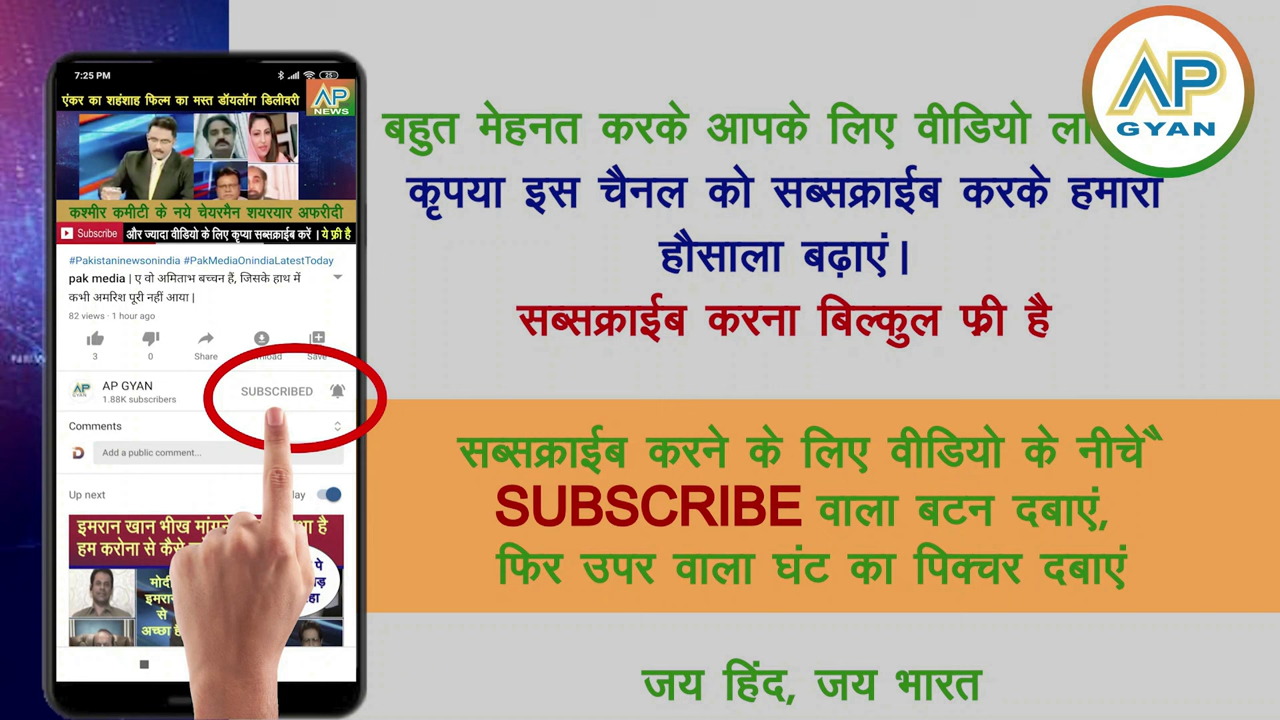 7:25 PM
25
एंकर का शहंशाह फिल्म का मस्त डॉयलॉग डिलीवरी
AP
NEWS
कश्मीर कमीटी के नये चेयरमैन शयरयार अफरीदी
Subscribe और ज्यादा वीडियो के लिए कृप्या सब्सक्राईब करें । ये फ्री है
#Pakistaninewsonindia #PakMediaOnindiaLatestToday
pak media | ए वो अमिताभ बच्चन हैं, जिसके हाथ में
कभी अमरिश पूरी नहीं आया |
82 views · 1 hour ago
3 0 Share Save
AP GYAN
1.88K subscribers
SUBSCRIBED
Comments
Add a public comment...
Up next
इमरान खान भीख मांगने है
हम करोना से कैसे
मोदी
से
अच्छा
AP
GYAN
बहुत मेहनत करके आपके लिए वीडियो
कृपया इस चैनल को सब्सक्राईब करके हमारा
हौसाला बढ़ाएं।
सब्सक्राईब करना बिल्कुल फ्री है
सब्सक्राईब करने के लिए वीडियो के नीचे"
SUBSCRIBE वाला बटन दबाएं,
फिर उपर वाला घंट का पिक्चर दबाएं
जय हिंद, जय भारत